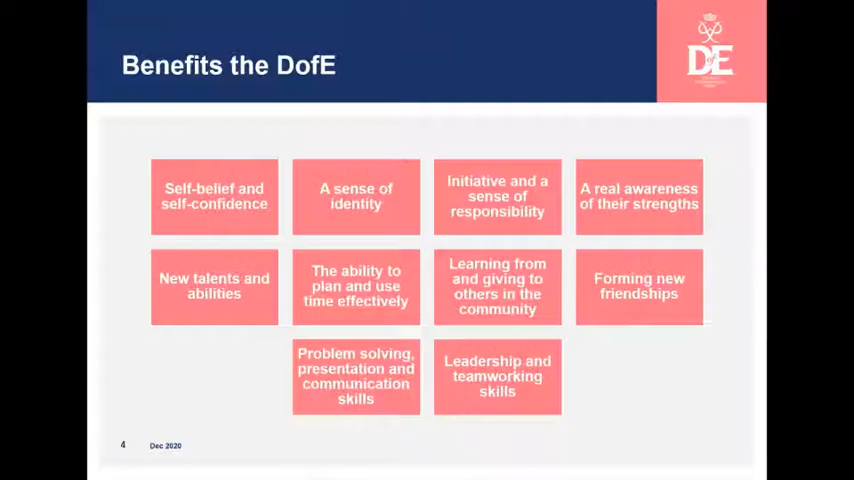 Benefits the DofE
DofE
Self-belief and
self-confidence
A sense of
identity
Initiative and a
sense of
responsibility
A real awareness
of their strengths
New talents and
abilities
The ability to
plan and use
time effectively
Learning from
and giving to
others in the
community
Forming new
friendships
Problem solving,
presentation and
communication
skills
Leadership and
teamworking
skills
4
Dec 2020